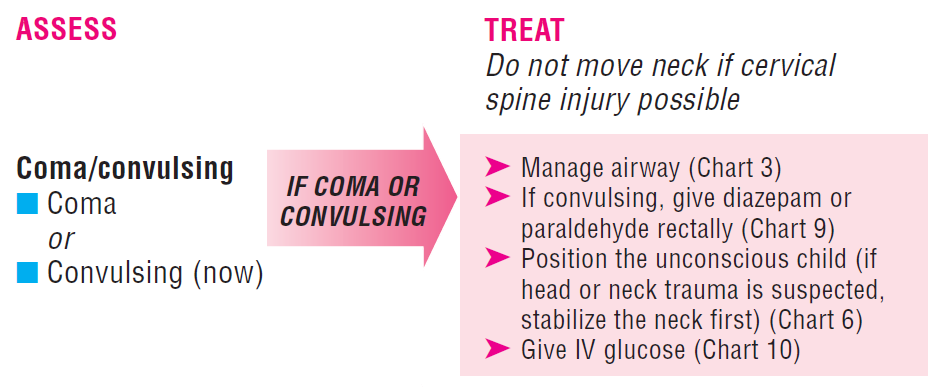 ASSESS
TREAT
Do not move neck if cervical
spine injury possible
Coma/convulsing
Coma
or
Convulsing (now)
IF COMA OR
CONVULSING
Manage airway (Chart 3)
If convulsing, give diazepam or
paraldehyde rectally (Chart 9)
Position the unconscious child (if
head or neck trauma is suspected,
stabilize the neck first) (Chart 6)
Give IV glucose (Chart 10)